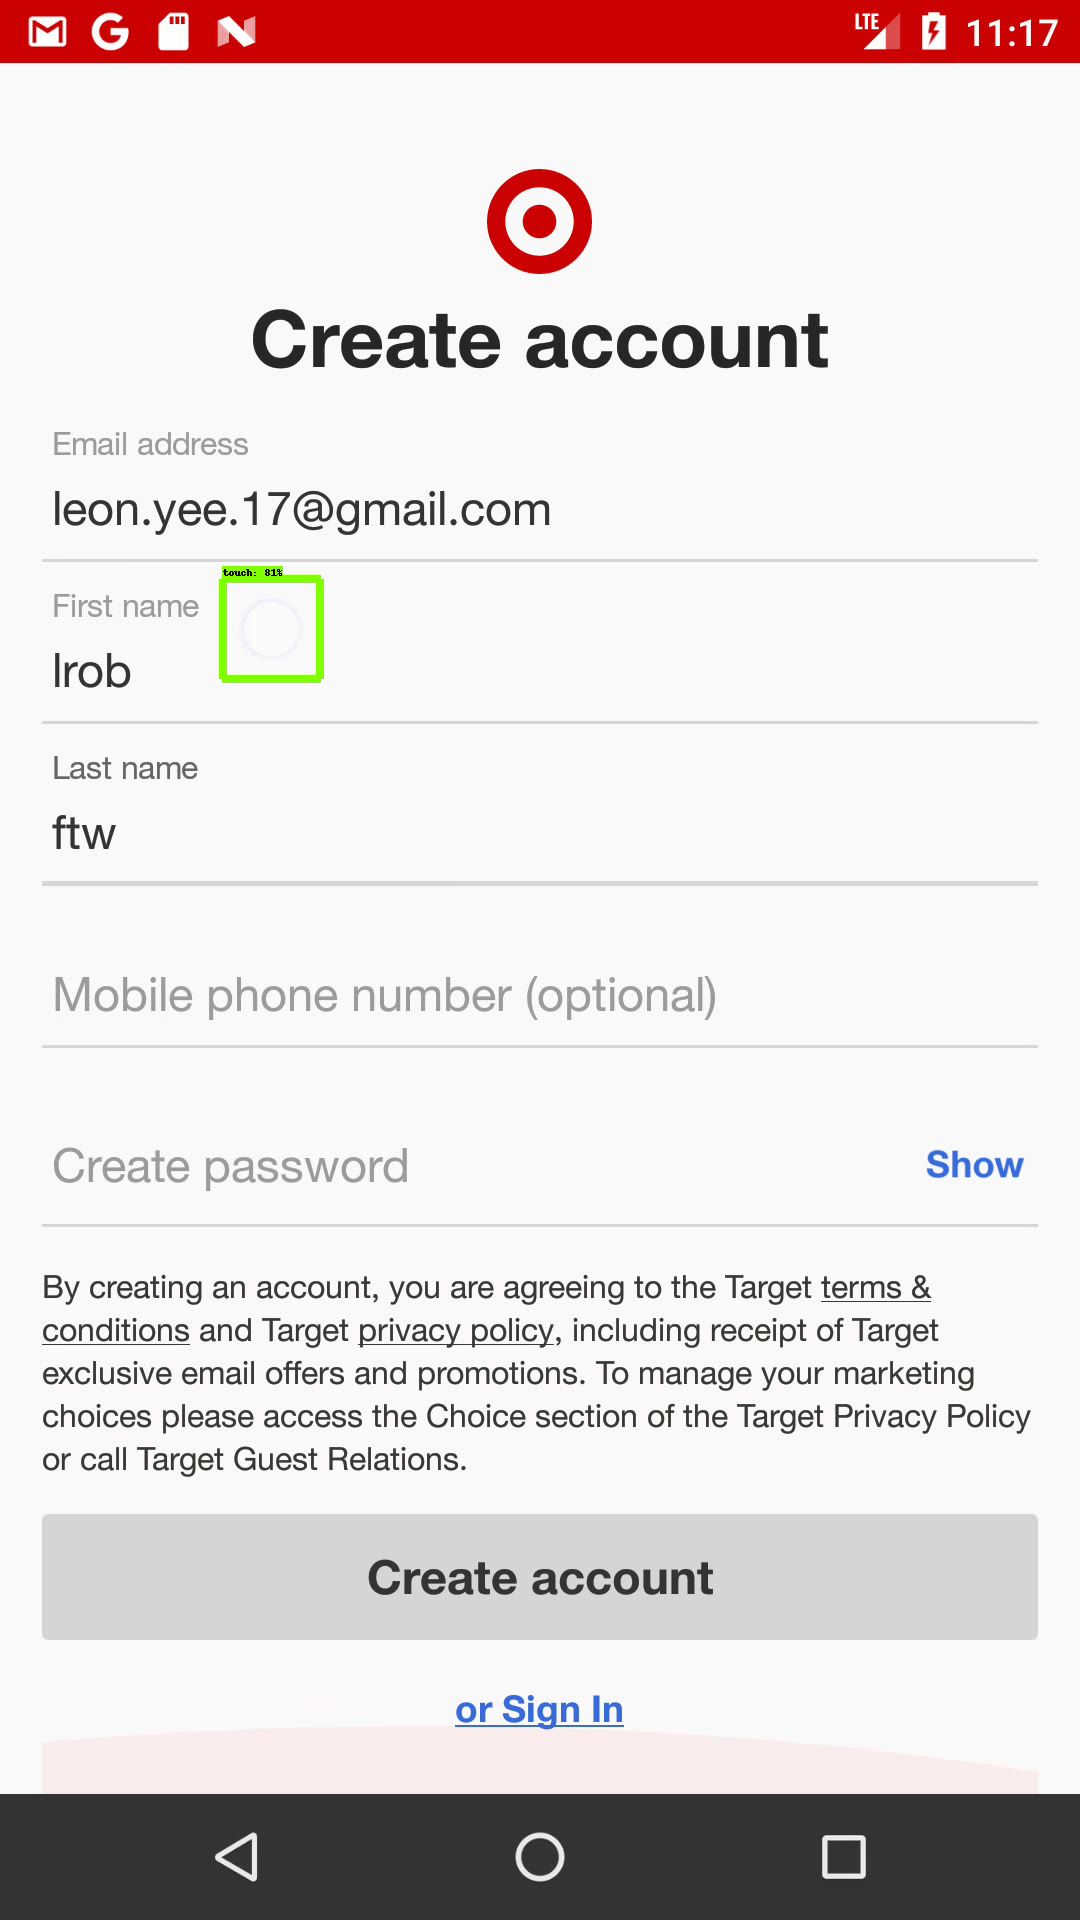 LTE 11:17
Create account
Email address
leon.yee.17@gmail.com
touch: 81%
First name
lrob
Last name
ftw
Mobile phone number (optional)
Create password
Show
By creating an account, you are agreeing to the Target terms &
conditions and Target privacy policy, including receipt of Target
exclusive email offers and promotions. To manage your marketing
choices please access the Choice section of the Target Privacy Policy
or call Target Guest Relations.
Create account
or Sign In